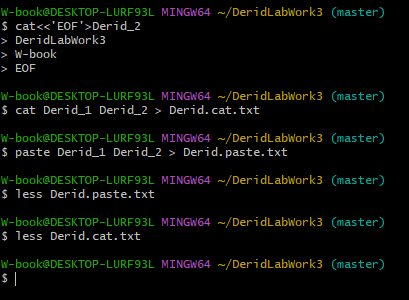 W-book@DESKTOP-LURF93L MINGW64 ~/DeridLabWork3 (master)
$ cat<<'EOF'>Derid_2
> DeridLabWork3
> W-book
> EOF
W-book@DESKTOP-LURF93L MINGW64 ~/DeridLabWork3 (master)
$ cat Derid_1 Derid_2 > Derid.cat.txt
W-book@DESKTOP-LURF93L MINGW64 ~/DeridLabWork3 (master)
$ paste Derid_1 Derid_2 > Derid.paste.txt
W-book@DESKTOP-LURF93L MINGW64 ~/DeridLabWork3 (master)
$ less Derid.paste.txt
W-book@DESKTOP-LURF93L MINGW64 ~/DeridLabWork3 (master)
$ less Derid.cat.txt
W-book@DESKTOP-LURF93L MINGW64 ~/DeridLabWork3 (master)
$